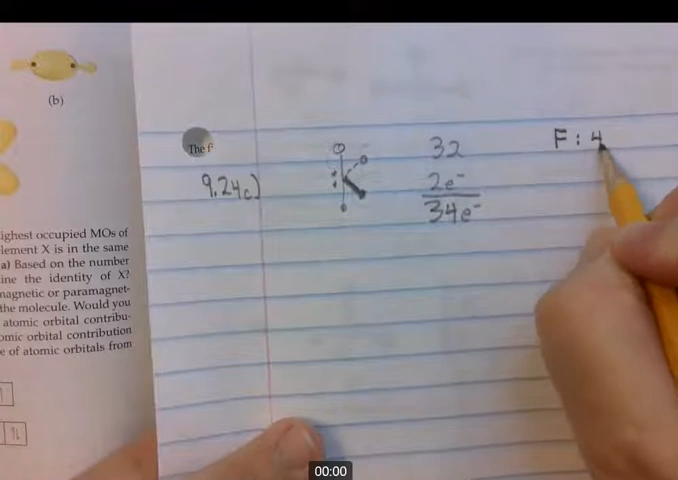 (b)
ighest occupied MOs of
lement X is in the same
a) Based on the number
ine the identity of X?
magnetic or paramagnet-
the molecule. Would you
atomic orbital contribu-
omic orbital contribution
e of atomic orbitals from
1
1L
The f
9.24c)
32
2e⁻
34e⁻
F : 4
00:00